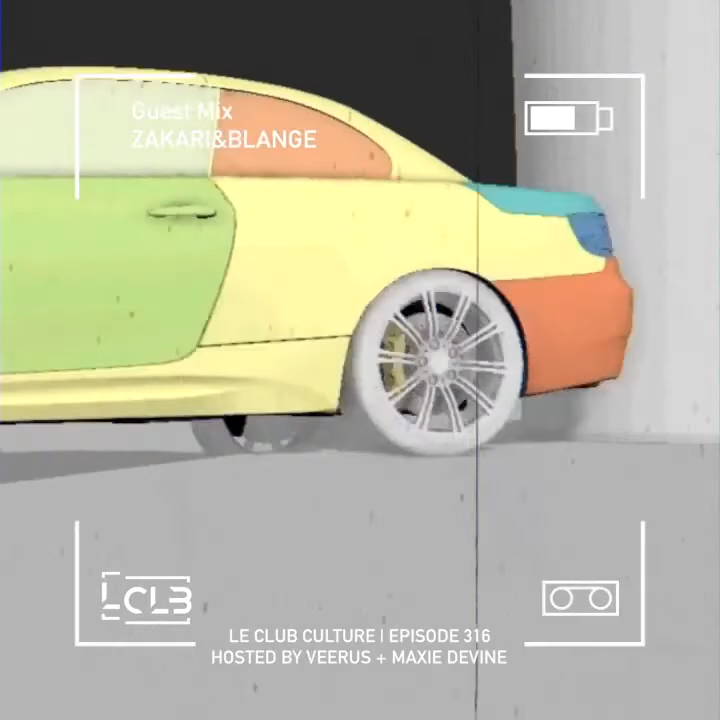 Guest Mix
ZAKARI&BLANGE
LCLB
LE CLUB CULTURE | EPISODE 316
HOSTED BY VEERUS + MAXIE DEVINE